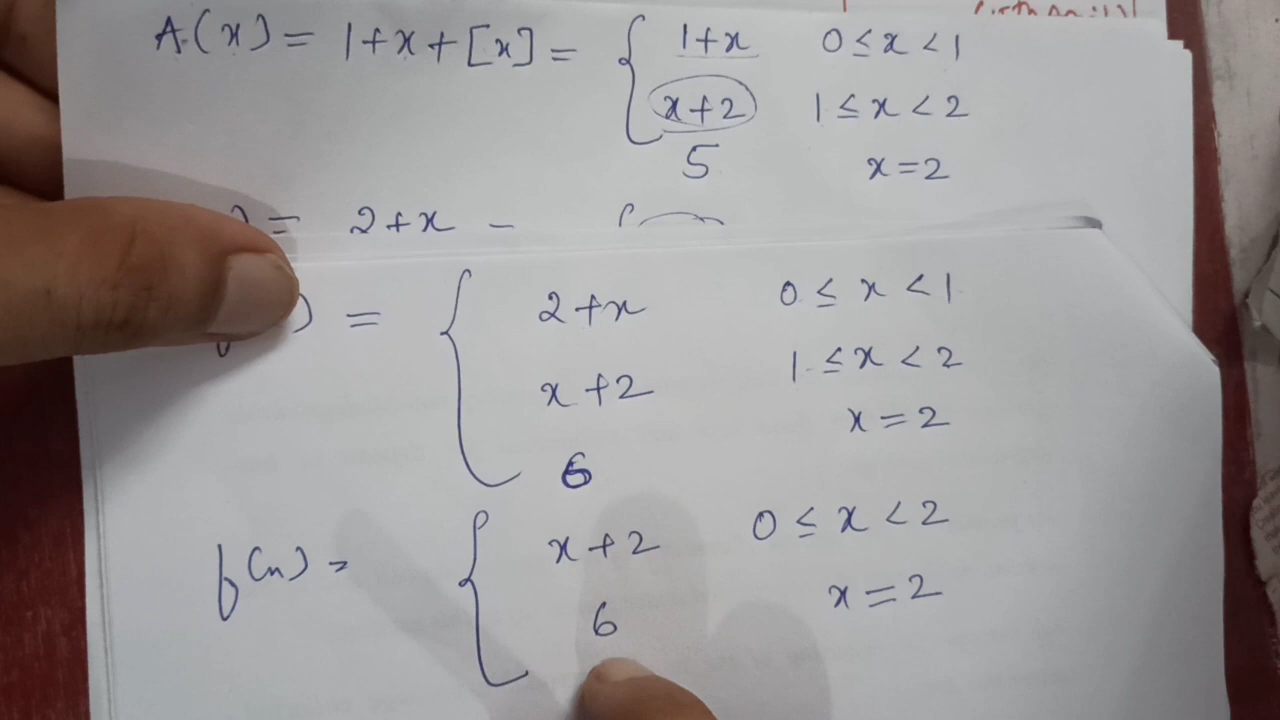 A(x) = 1+x+[x] = { 1+x 0 ≤ x < 1
x+2 1 ≤ x < 2
5 x = 2
= 2+x -
) = { 2+x 0 ≤ x < 1
x+2 1 ≤ x < 2
6 x = 2
f(n) = { x+2 0 ≤ x < 2
6 x = 2